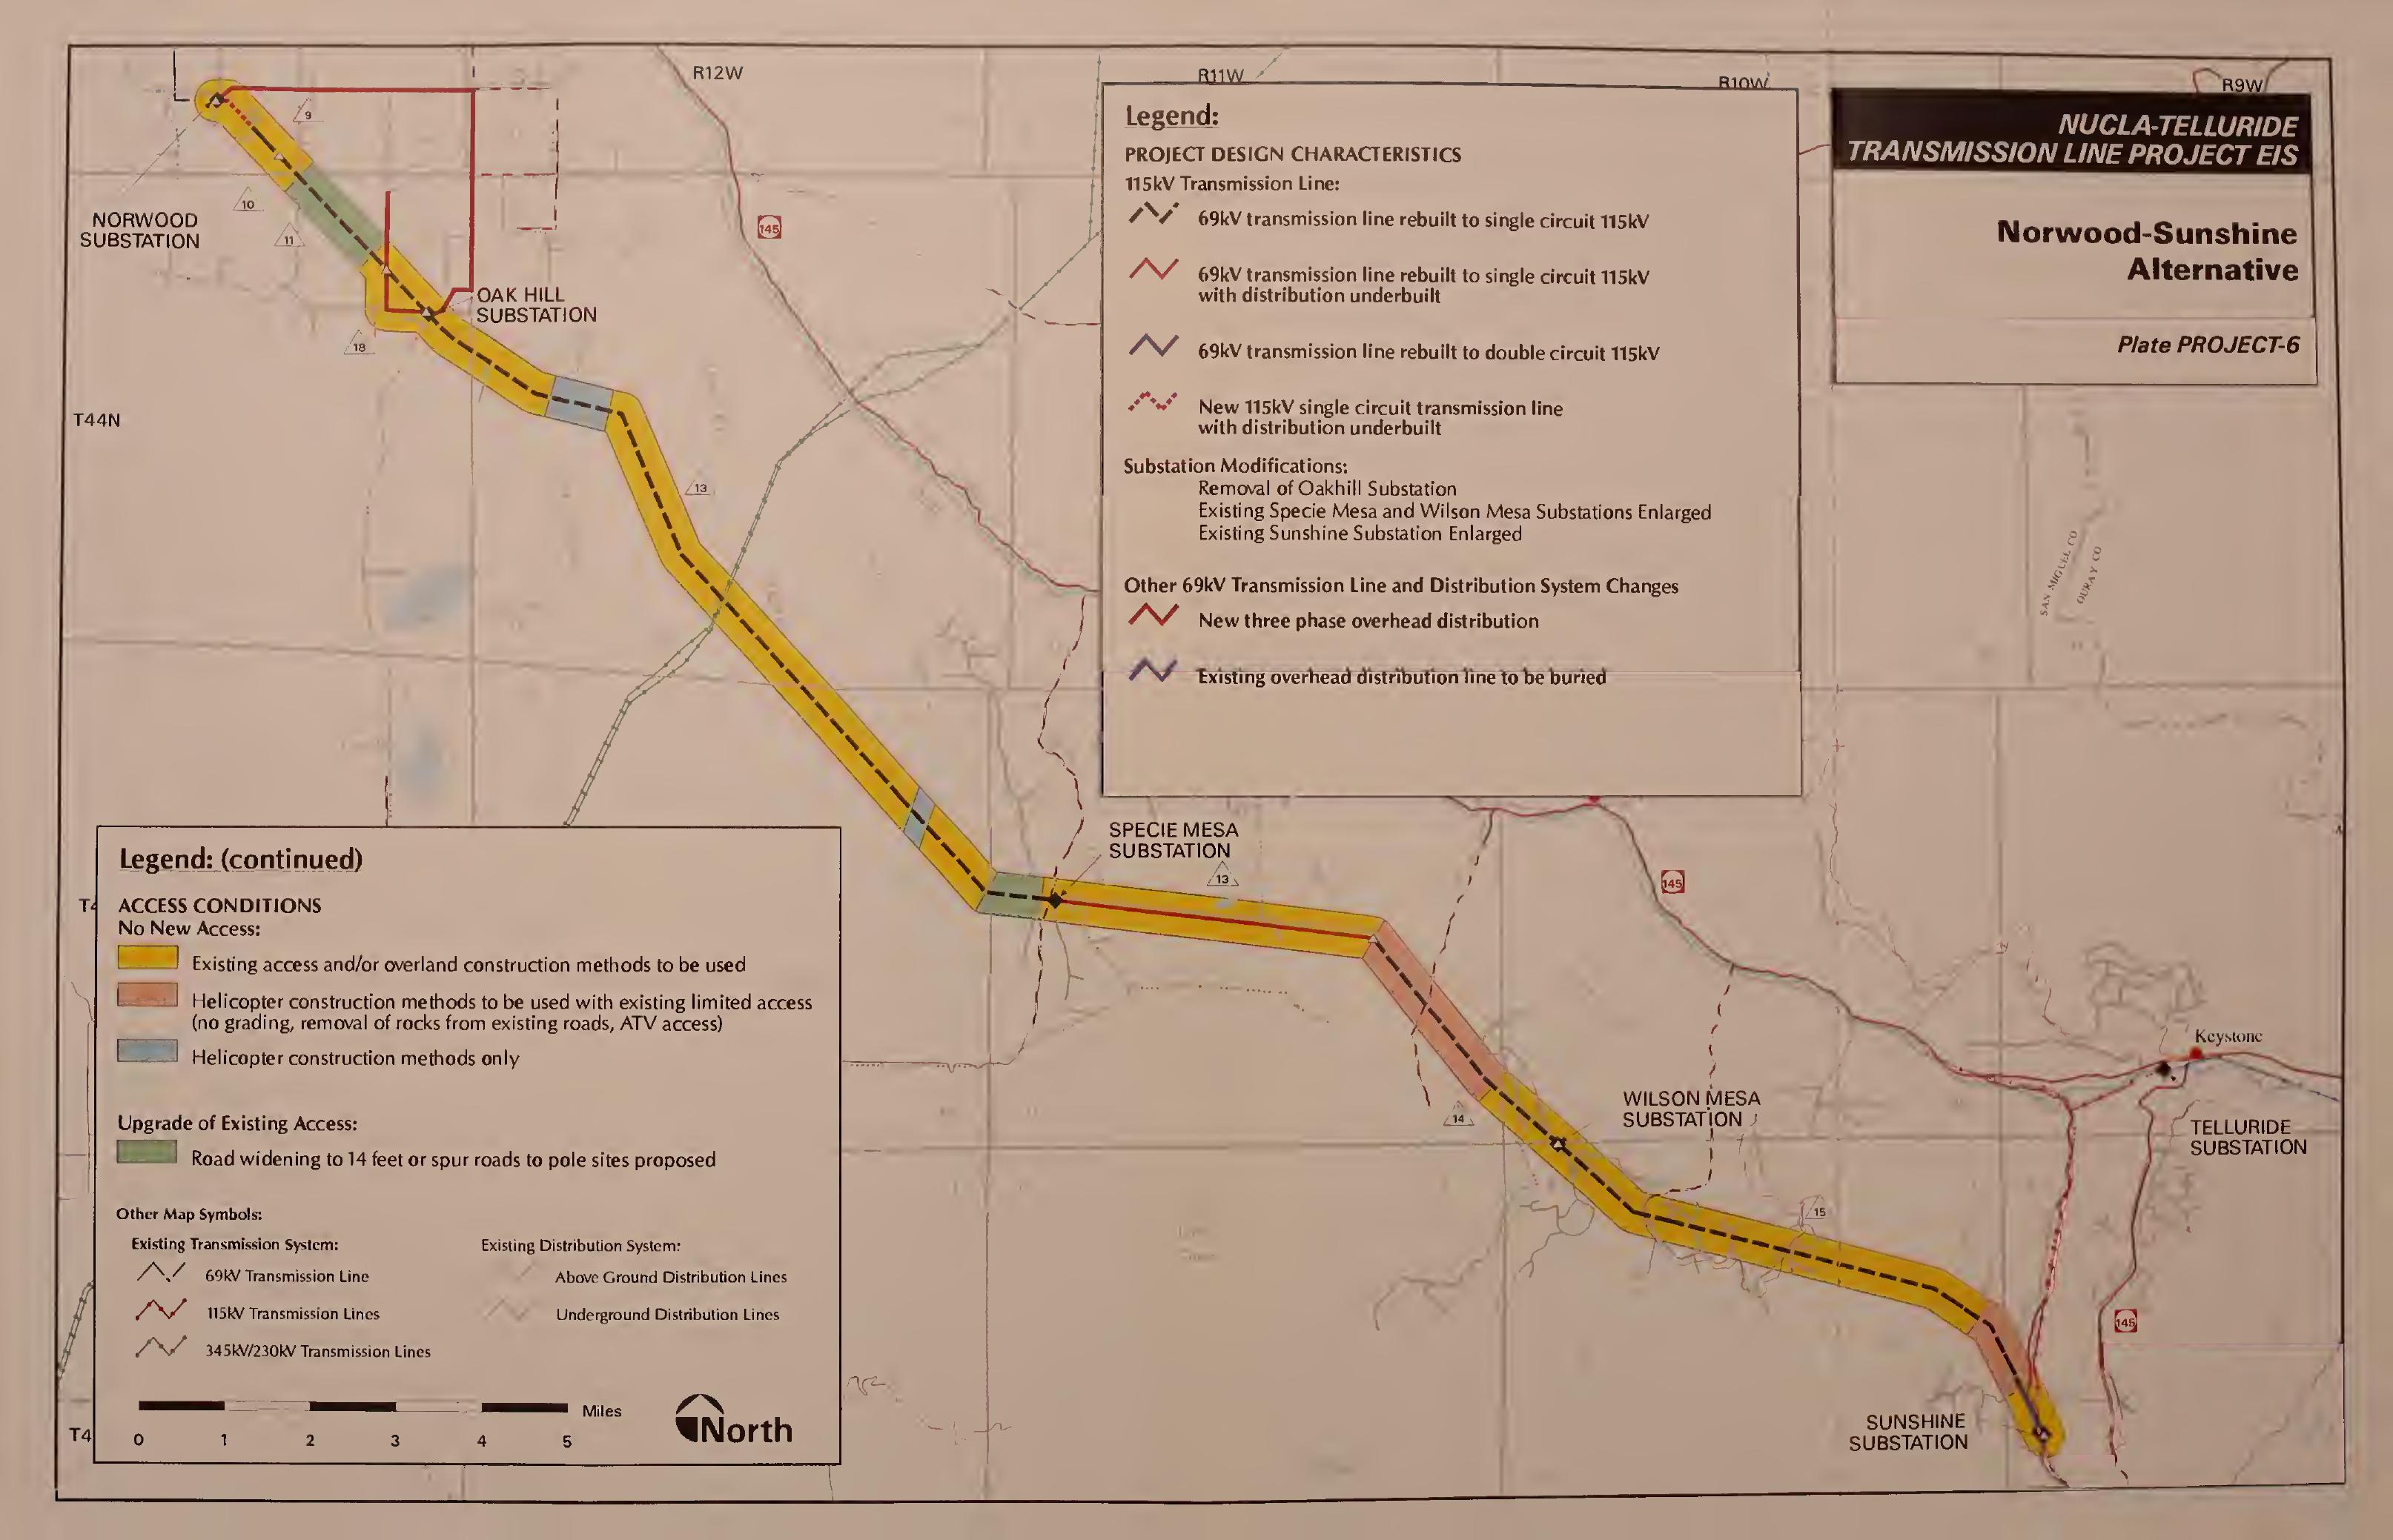 R12W
R11W
R10W
R9W
NUCLA-TELLURIDE
TRANSMISSION LINE PROJECT EIS
Norwood-Sunshine
Alternative
Plate PROJECT-6
Legend:
PROJECT DESIGN CHARACTERISTICS
115kV Transmission Line:
69kV transmission line rebuilt to single circuit 115kV
69kV transmission line rebuilt to single circuit 115kV
with distribution underbuilt
69kV transmission line rebuilt to double circuit 115kV
New 115kV single circuit transmission line
with distribution underbuilt
Substation Modifications:
Removal of Oakhill Substation
Existing Specie Mesa and Wilson Mesa Substations Enlarged
Existing Sunshine Substation Enlarged
Other 69kV Transmission Line and Distribution System Changes
New three phase overhead distribution
Existing overhead distribution line to be buried
9
10
11
NORWOOD
SUBSTATION
145
OAK HILL
SUBSTATION
18
T44N
13
SAN MIGUEL CO
OURAY CO
SPECIE MESA
SUBSTATION
13
145
T4
Legend: (continued)
ACCESS CONDITIONS
No New Access:
Existing access and/or overland construction methods to be used
Helicopter construction methods to be used with existing limited access
(no grading, removal of rocks from existing roads, ATV access)
Helicopter construction methods only
Upgrade of Existing Access:
Road widening to 14 feet or spur roads to pole sites proposed
Other Map Symbols:
Existing Transmission System:
69kV Transmission Line
115kV Transmission Lines
345kV/230kV Transmission Lines
Existing Distribution System:
Above Ground Distribution Lines
Underground Distribution Lines
Miles
0 1 2 3 4 5
North
T4
Keystone
WILSON MESA
SUBSTATION
14
TELLURIDE
SUBSTATION
15
145
SUNSHINE
SUBSTATION